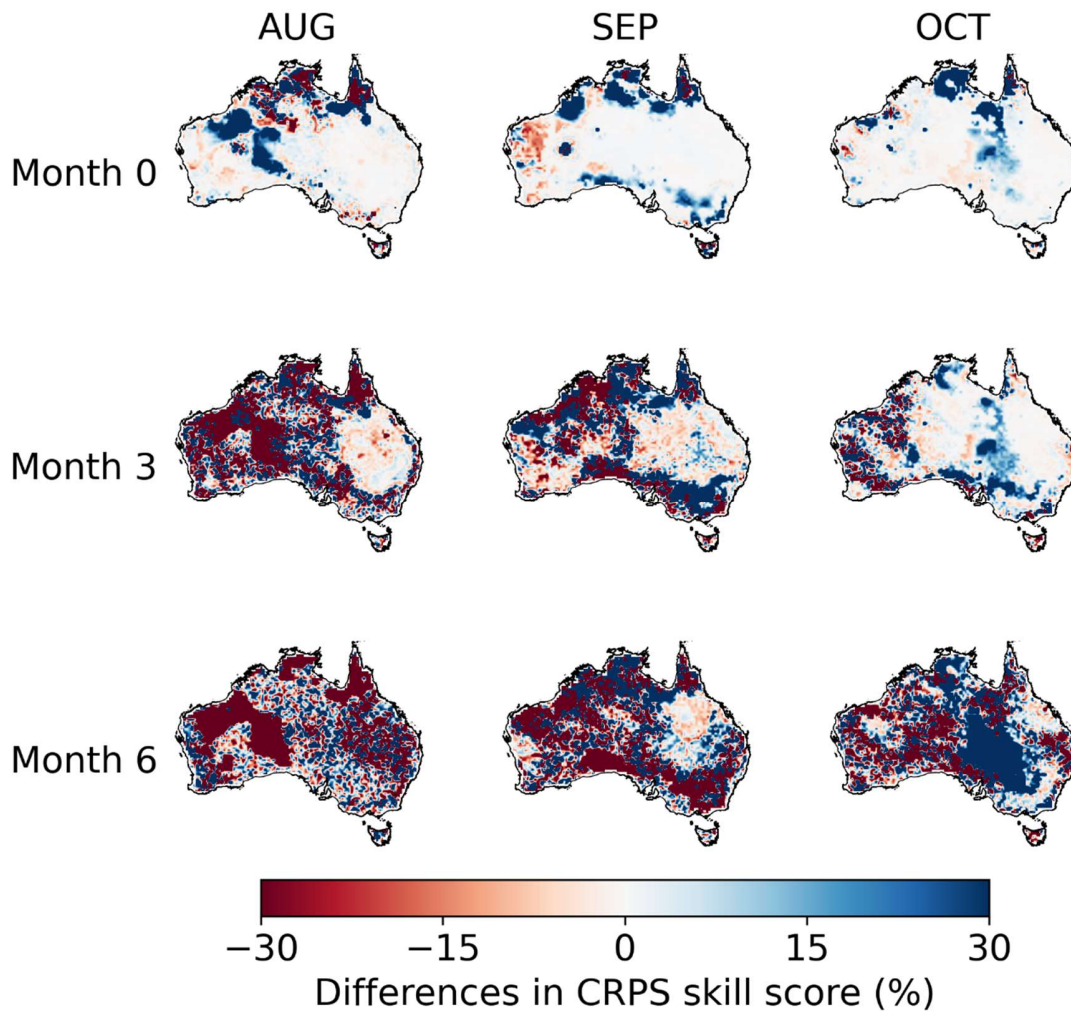 AUG SEP OCT
Month 0
Month 3
Month 6
−30 −15 0 15 30
Differences in CRPS skill score (%)